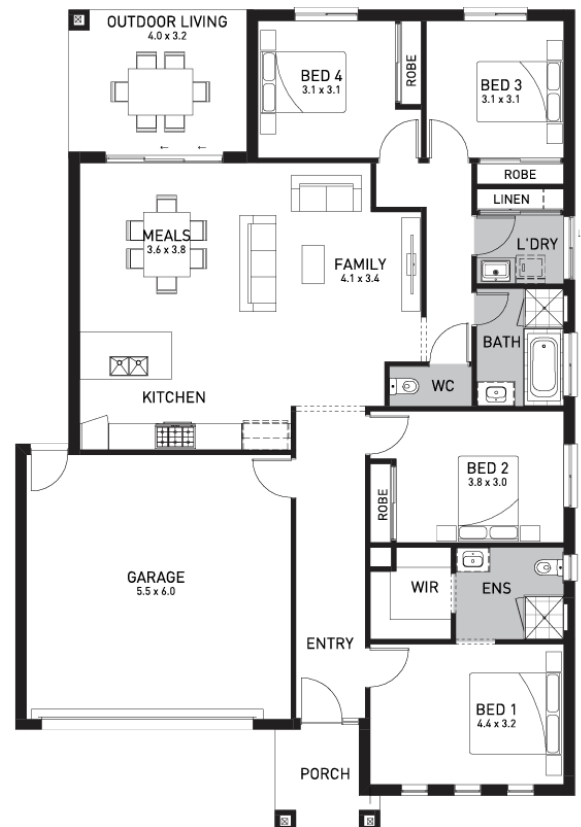 OUTDOOR LIVING
4.0 x 3.2
BED 4
3.1 x 3.1
ROBE
BED 3
3.1 x 3.1
ROBE
LINEN
L'DRY
MEALS
3.6 x 3.8
FAMILY
4.1 x 3.4
BATH
WC
KITCHEN
BED 2
3.8 x 3.0
ROBE
GARAGE
5.5 x 6.0
WIR
ENS
ENTRY
BED 1
4.4 x 3.2
PORCH